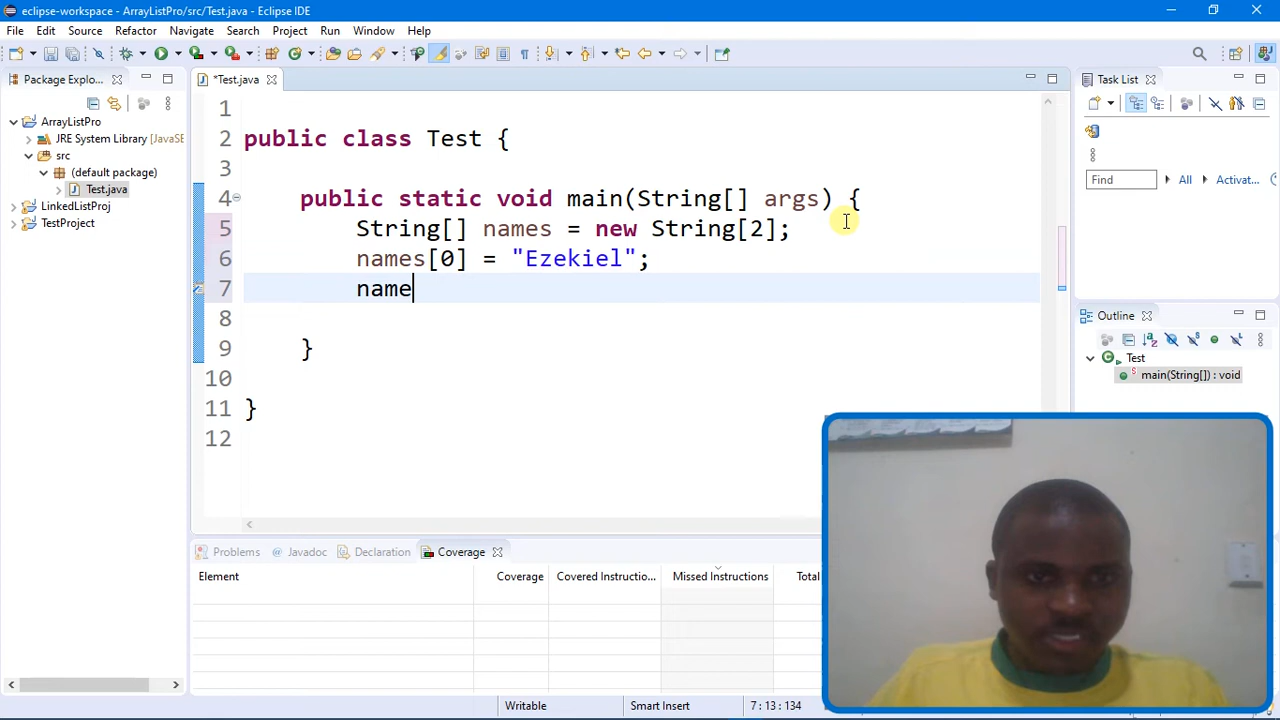 eclipse-workspace - ArrayListPro/src/Test.java - Eclipse IDE
File Edit Source Refactor Navigate Search Project Run Window Help
Package Explo...
*Test.java
Task List
ArrayListPro
JRE System Library [JavaSE
src
(default package)
Test.java
LinkedListProj
TestProject
1
2 public class Test {
3
4 public static void main(String[] args) {
5 String[] names = new String[2];
6 names[0] = "Ezekiel";
7 name
8
9 }
10
11 }
12
Find All Activat...
Outline
Test
main(String[]) : void
Problems Javadoc Declaration Coverage
Element Coverage Covered Instructio... Missed Instructions Total
Writable Smart Insert 7 : 13 : 134